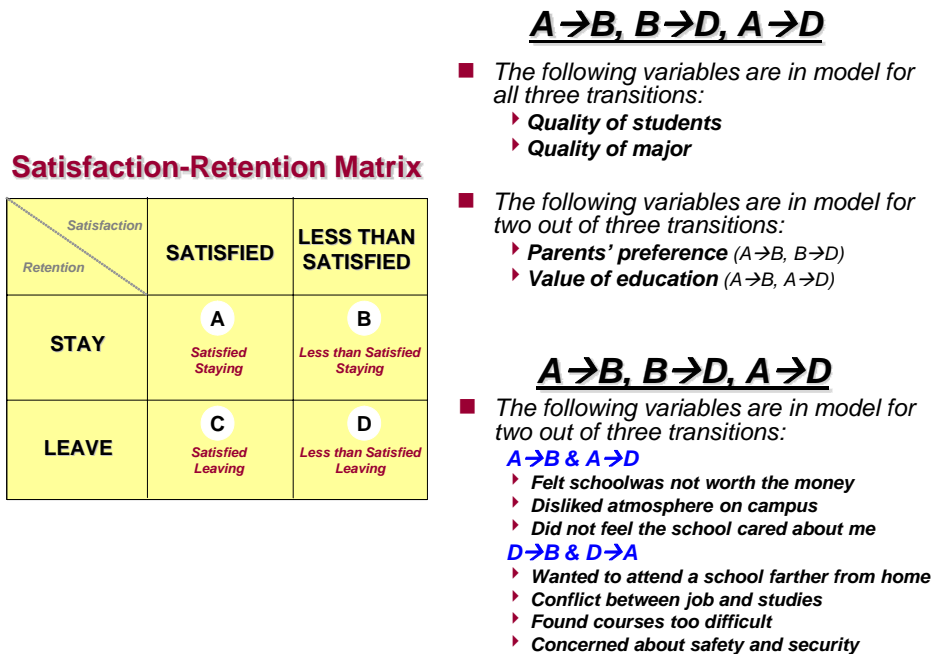 Satisfaction-Retention Matrix
Satisfaction
Retention
SATISFIED
LESS THAN
SATISFIED
STAY
A
Satisfied
Staying
B
Less than Satisfied
Staying
LEAVE
C
Satisfied
Leaving
D
Less than Satisfied
Leaving
A→B, B→D, A→D
The following variables are in model for
all three transitions:
Quality of students
Quality of major
The following variables are in model for
two out of three transitions:
Parents’ preference (A→B, B→D)
Value of education (A→B, A→D)
A→B, B→D, A→D
The following variables are in model for
two out of three transitions:
A→B & A→D
Felt schoolwas not worth the money
Disliked atmosphere on campus
Did not feel the school cared about me
D→B & D→A
Wanted to attend a school farther from home
Conflict between job and studies
Found courses too difficult
Concerned about safety and security